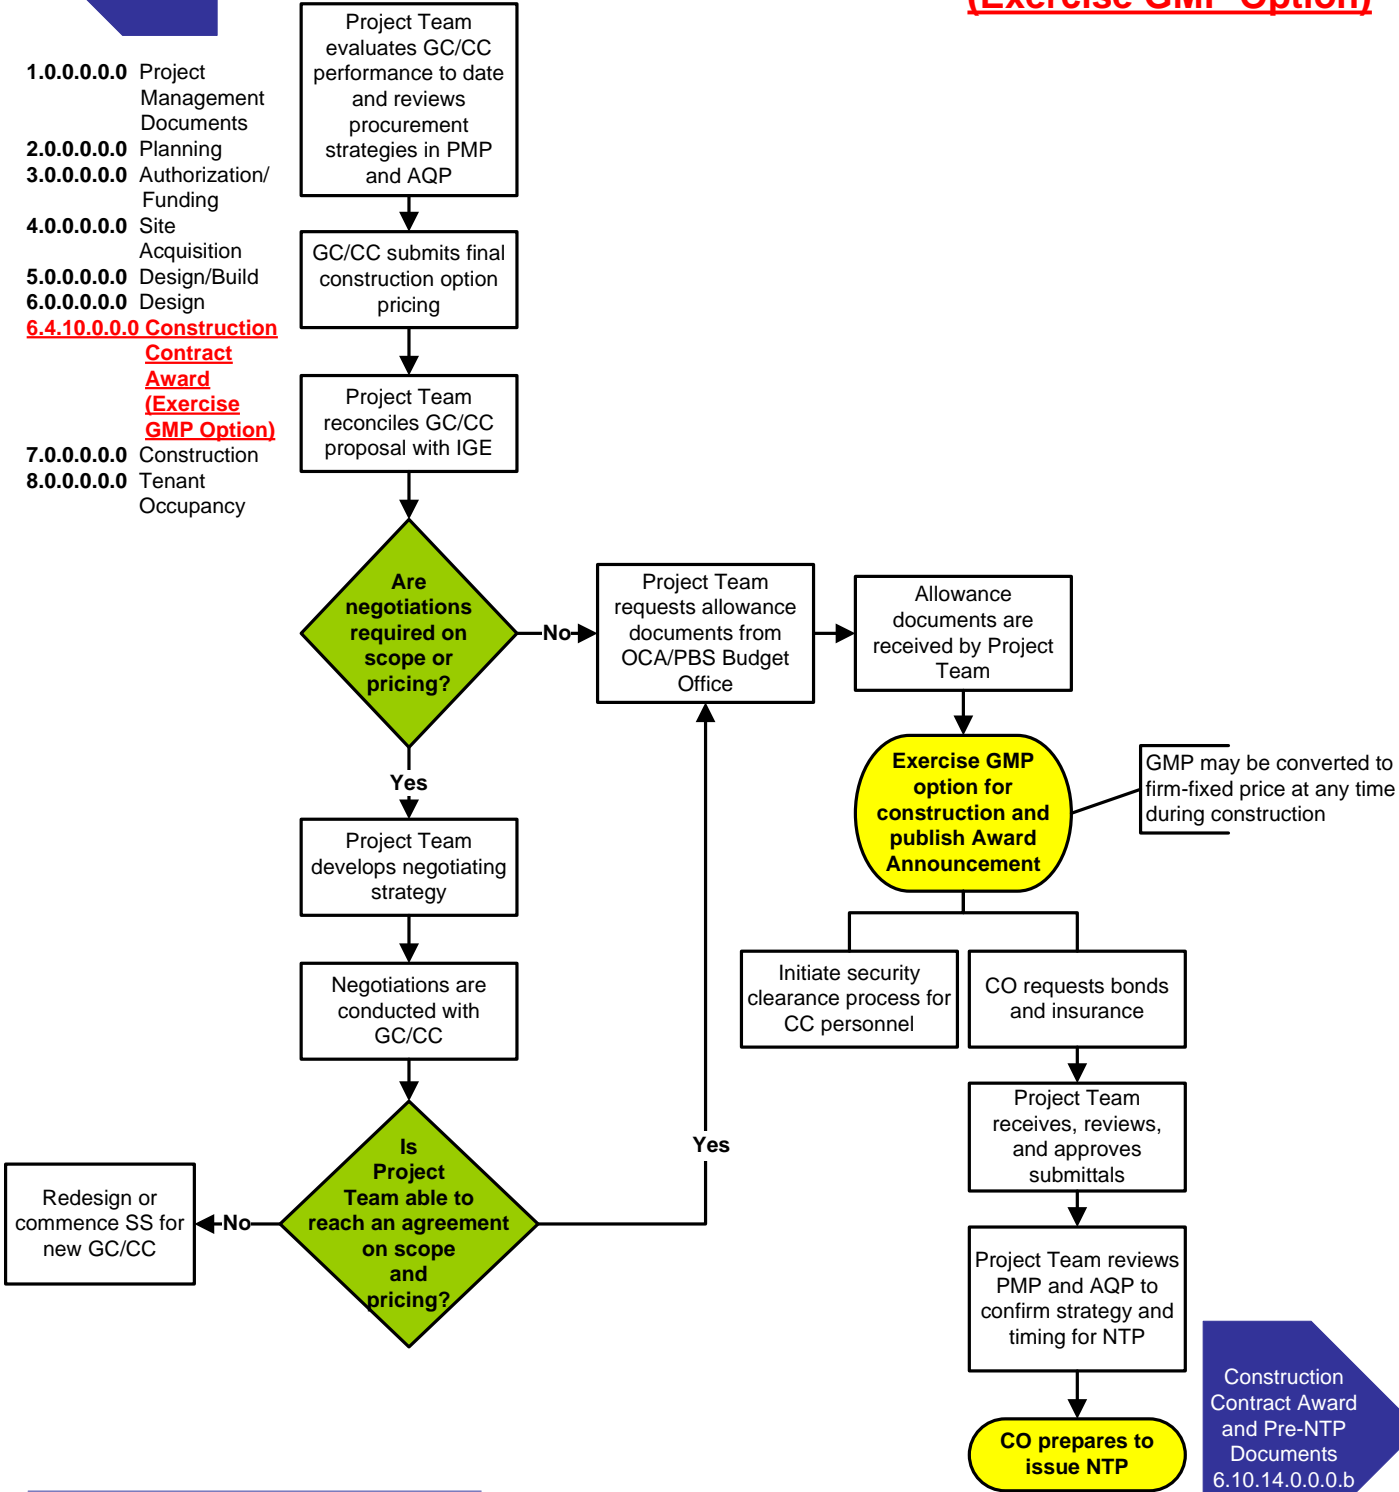 (Exercise GMP Option)
1.0.0.0.0.0 Project
Management
Documents
2.0.0.0.0.0 Planning
3.0.0.0.0.0 Authorization/
Funding
4.0.0.0.0.0 Site
Acquisition
5.0.0.0.0.0 Design/Build
6.0.0.0.0.0 Design
6.4.10.0.0.0 Construction
Contract
Award
(Exercise
GMP Option)
7.0.0.0.0.0 Construction
8.0.0.0.0.0 Tenant
Occupancy
Project Team
evaluates GC/CC
performance to date
and reviews
procurement
strategies in PMP
and AQP
GC/CC submits final
construction option
pricing
Project Team
reconciles GC/CC
proposal with IGE
Are
negotiations
required on
scope or
pricing?
No
Project Team
requests allowance
documents from
OCA/PBS Budget
Office
Allowance
documents are
received by Project
Team
Yes
Project Team
develops negotiating
strategy
Negotiations are
conducted with
GC/CC
Is
Project
Team able to
reach an agreement
on scope
and
pricing?
No
Redesign or
commence SS for
new GC/CC
Yes
Exercise GMP
option for
construction and
publish Award
Announcement
GMP may be converted to
firm-fixed price at any time
during construction
Initiate security
clearance process for
CC personnel
CO requests bonds
and insurance
Project Team
receives, reviews,
and approves
submittals
Project Team reviews
PMP and AQP to
confirm strategy and
timing for NTP
CO prepares to
issue NTP
Construction
Contract Award
and Pre-NTP
Documents
6.10.14.0.0.0.b